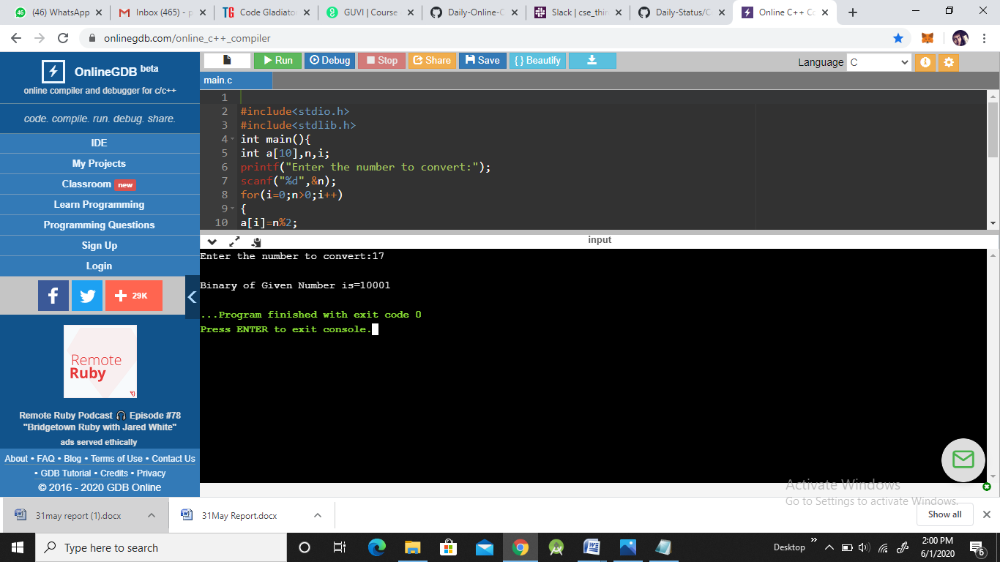 (46) WhatsApp
Inbox (465) - p
Code Gladiato
GUVI | Course
Daily-Online-C
Slack | cse_thir
Daily-Status/C
Online C++ Co
onlinegdb.com/online_c++_compiler
OnlineGDB beta
online compiler and debugger for c/c++
code. compile. run. debug. share.
IDE
My Projects
Classroom new
Learn Programming
Programming Questions
Sign Up
Login
29K
Remote
Ruby
Remote Ruby Podcast 🎧 Episode #78
"Bridgetown Ruby with Jared White"
ads served ethically
About • FAQ • Blog • Terms of Use • Contact Us
• GDB Tutorial • Credits • Privacy
© 2016 - 2020 GDB Online
Run Debug Stop Share Save { } Beautify
Language C
main.c
1
2 #include<stdio.h>
3 #include<stdlib.h>
4 int main(){
5 int a[10],n,i;
6 printf("Enter the number to convert:");
7 scanf("%d",&n);
8 for(i=0;n>0;i++)
9 {
10 a[i]=n%2;
input
Enter the number to convert:17
Binary of Given Number is=10001
...Program finished with exit code 0
Press ENTER to exit console.
Activate Windows
Go to Settings to activate Windows.
31may report (1).docx
31May Report.docx
Show all
Type here to search
Desktop
2:00 PM
6/1/2020
6